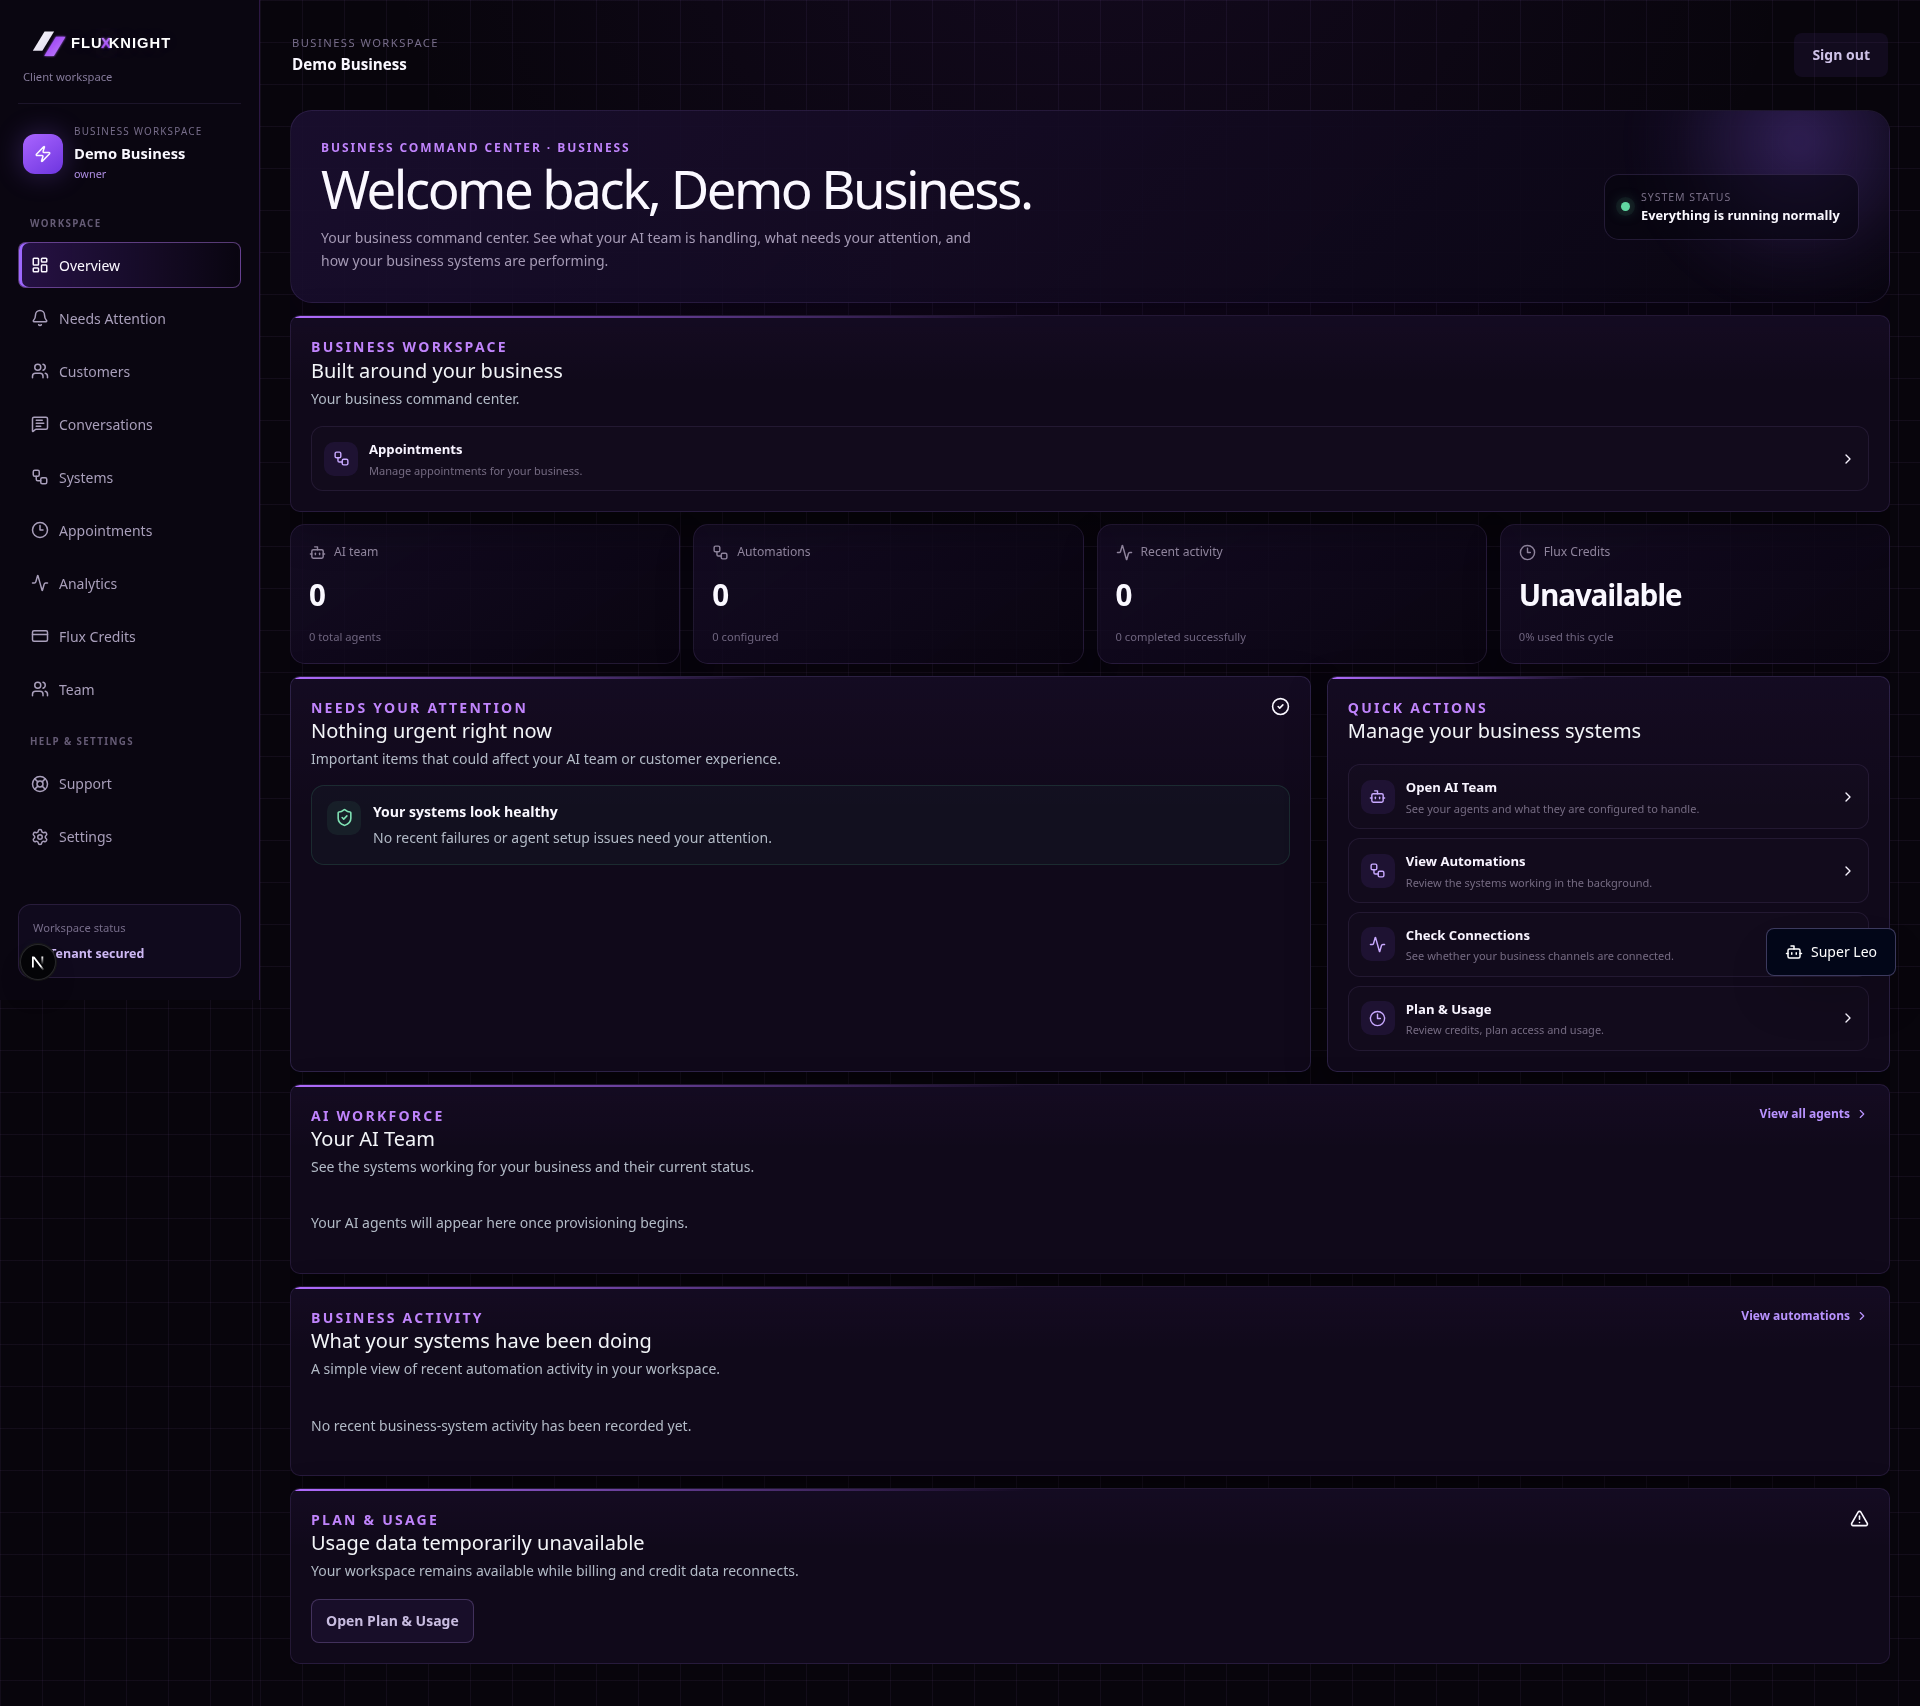 FLUXKNIGHT
Client workspace
BUSINESS WORKSPACE
Demo Business
owner
WORKSPACE
Overview
Needs Attention
Customers
Conversations
Systems
Appointments
Analytics
Flux Credits
Team
HELP & SETTINGS
Support
Settings
Workspace status
Tenant secured
N
BUSINESS WORKSPACE
Demo Business
Sign out
BUSINESS COMMAND CENTER · BUSINESS
Welcome back, Demo Business.
Your business command center. See what your AI team is handling, what needs your attention, and
how your business systems are performing.
SYSTEM STATUS
Everything is running normally
BUSINESS WORKSPACE
Built around your business
Your business command center.
Appointments
Manage appointments for your business.
AI team
0
0 total agents
Automations
0
0 configured
Recent activity
0
0 completed successfully
Flux Credits
Unavailable
0% used this cycle
NEEDS YOUR ATTENTION
Nothing urgent right now
Important items that could affect your AI team or customer experience.
Your systems look healthy
No recent failures or agent setup issues need your attention.
QUICK ACTIONS
Manage your business systems
Open AI Team
See your agents and what they are configured to handle.
View Automations
Review the systems working in the background.
Check Connections
See whether your business channels are connected.
Super Leo
Plan & Usage
Review credits, plan access and usage.
AI WORKFORCE
Your AI Team
See the systems working for your business and their current status.
View all agents
Your AI agents will appear here once provisioning begins.
BUSINESS ACTIVITY
What your systems have been doing
A simple view of recent automation activity in your workspace.
View automations
No recent business-system activity has been recorded yet.
PLAN & USAGE
Usage data temporarily unavailable
Your workspace remains available while billing and credit data reconnects.
Open Plan & Usage